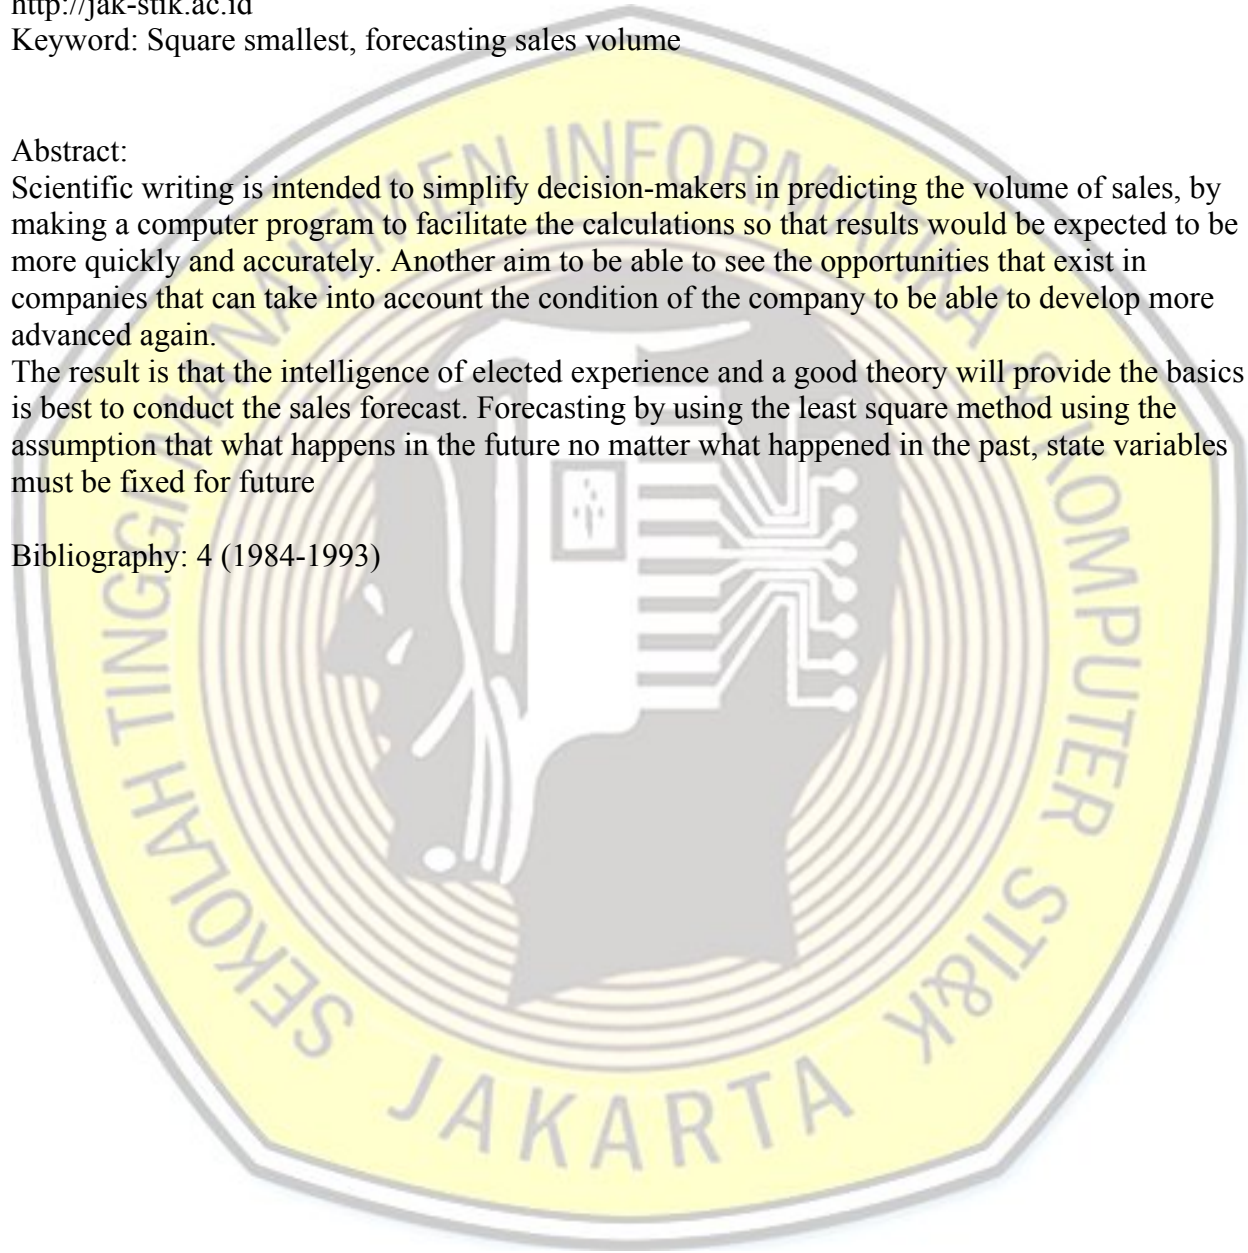 http://jak-stik.ac.id
Keyword: Square smallest, forecasting sales volume
Abstract:
Scientific writing is intended to simplify decision-makers in predicting the volume of sales, by
making a computer program to facilitate the calculations so that results would be expected to be
more quickly and accurately. Another aim to be able to see the opportunities that exist in
companies that can take into account the condition of the company to be able to develop more
advanced again.
The result is that the intelligence of elected experience and a good theory will provide the basics
is best to conduct the sales forecast. Forecasting by using the least square method using the
assumption that what happens in the future no matter what happened in the past, state variables
must be fixed for future
Bibliography: 4 (1984-1993)
SEKOLAH TINGGI MANAJEMEN INFORMATIKA & KOMPUTER STI&K
JAKARTA